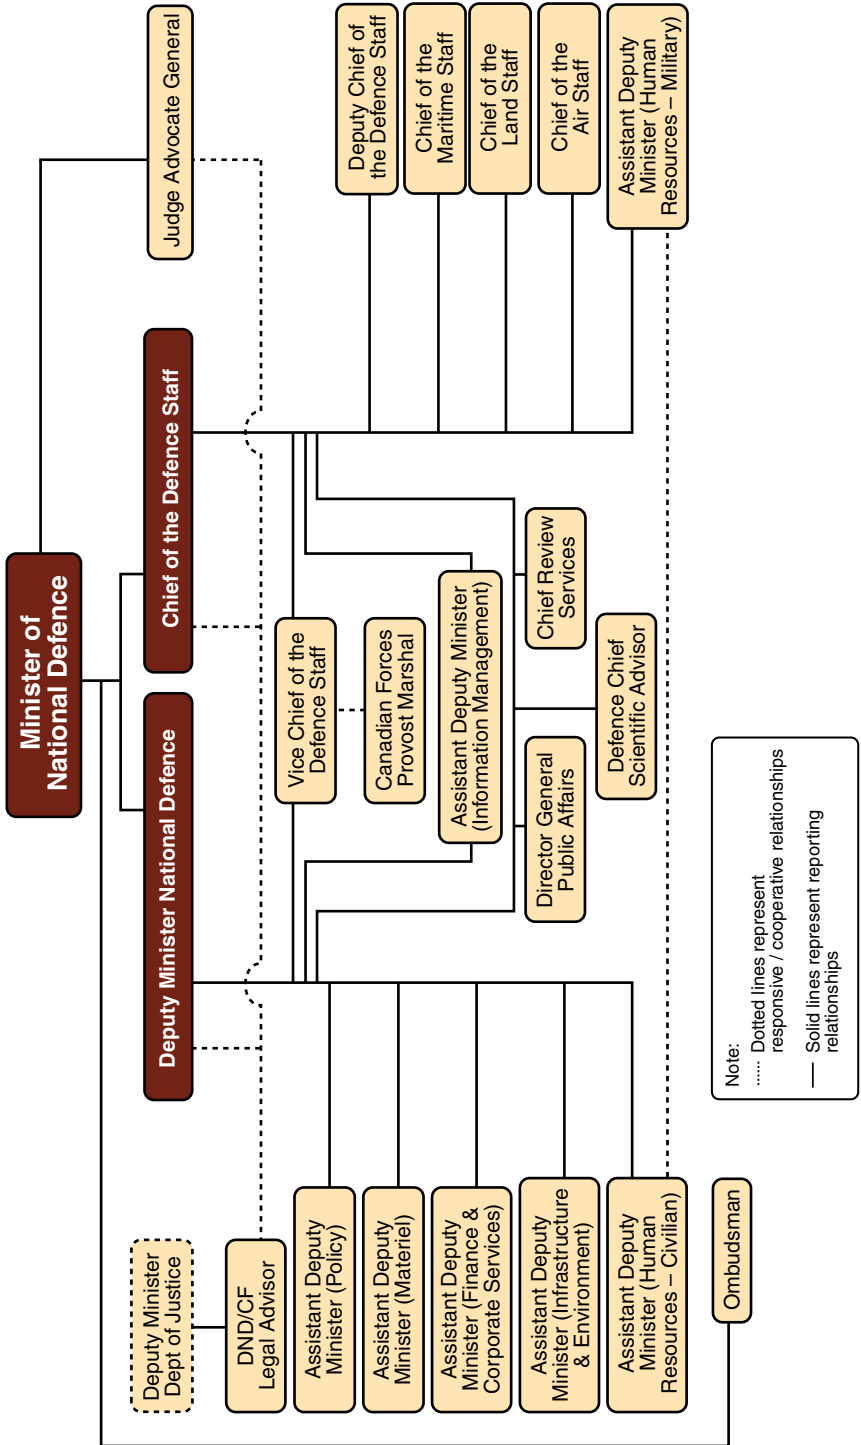 Minister of
National Defence
Judge Advocate General
Deputy Minister National Defence
Chief of the Defence Staff
Deputy Minister
Dept of Justice
DND/CF
Legal Advisor
Assistant Deputy
Minister (Policy)
Assistant Deputy
Minister (Materiel)
Assistant Deputy
Minister (Finance &
Corporate Services)
Assistant Deputy
Minister (Infrastructure
& Environment)
Assistant Deputy
Minister (Human
Resources – Civilian)
Ombudsman
Vice Chief of the
Defence Staff
Canadian Forces
Provost Marshal
Assistant Deputy Minister
(Information Management)
Director General
Public Affairs
Chief Review
Services
Defence Chief
Scientific Advisor
Deputy Chief of
the Defence Staff
Chief of the
Maritime Staff
Chief of the
Land Staff
Chief of the
Air Staff
Assistant Deputy
Minister (Human
Resources – Military)
Note:
...... Dotted lines represent
responsive / cooperative relationships
—— Solid lines represent reporting
relationships